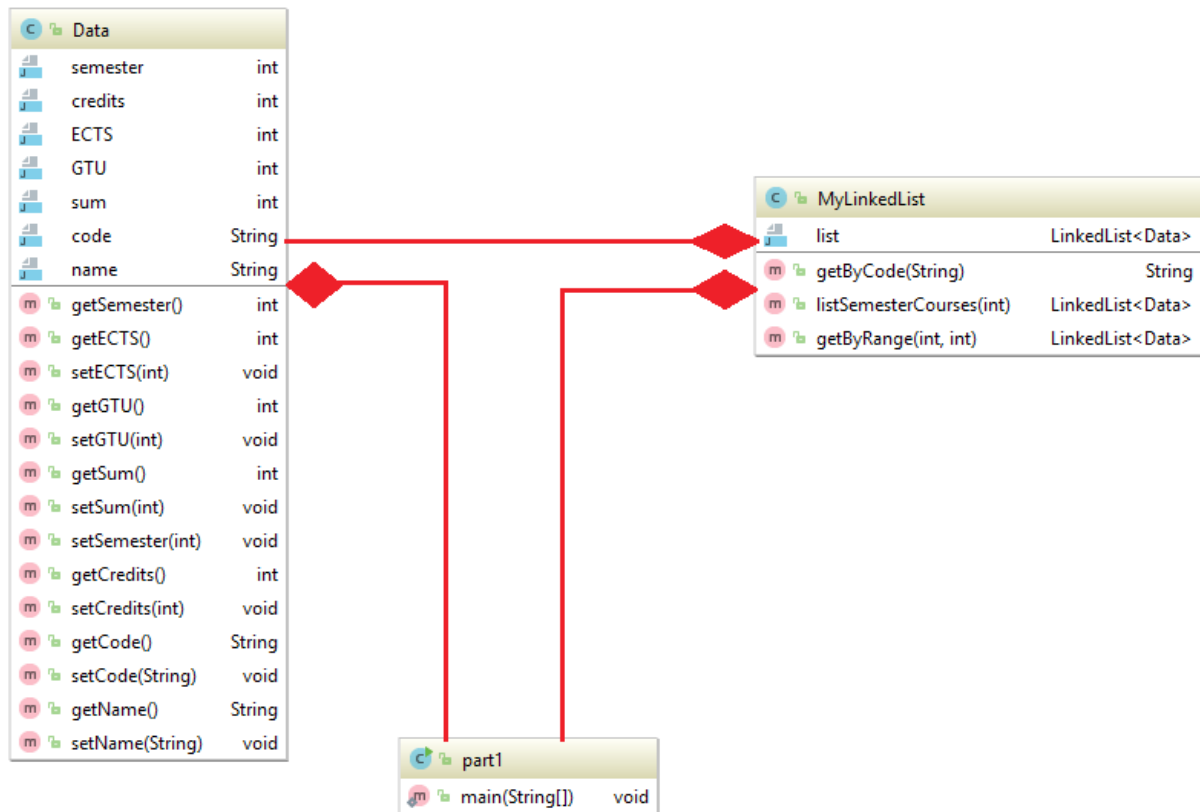 Data
semester int
credits int
ECTS int
GTU int
sum int
code String
name String
getSemester() int
getECTS() int
setECTS(int) void
getGTU() int
setGTU(int) void
getSum() int
setSum(int) void
setSemester(int) void
getCredits() int
setCredits(int) void
getCode() String
setCode(String) void
getName() String
setName(String) void
MyLinkedList
list LinkedList<Data>
getByCode(String) String
listSemesterCourses(int) LinkedList<Data>
getByRange(int, int) LinkedList<Data>
part1
main(String[]) void